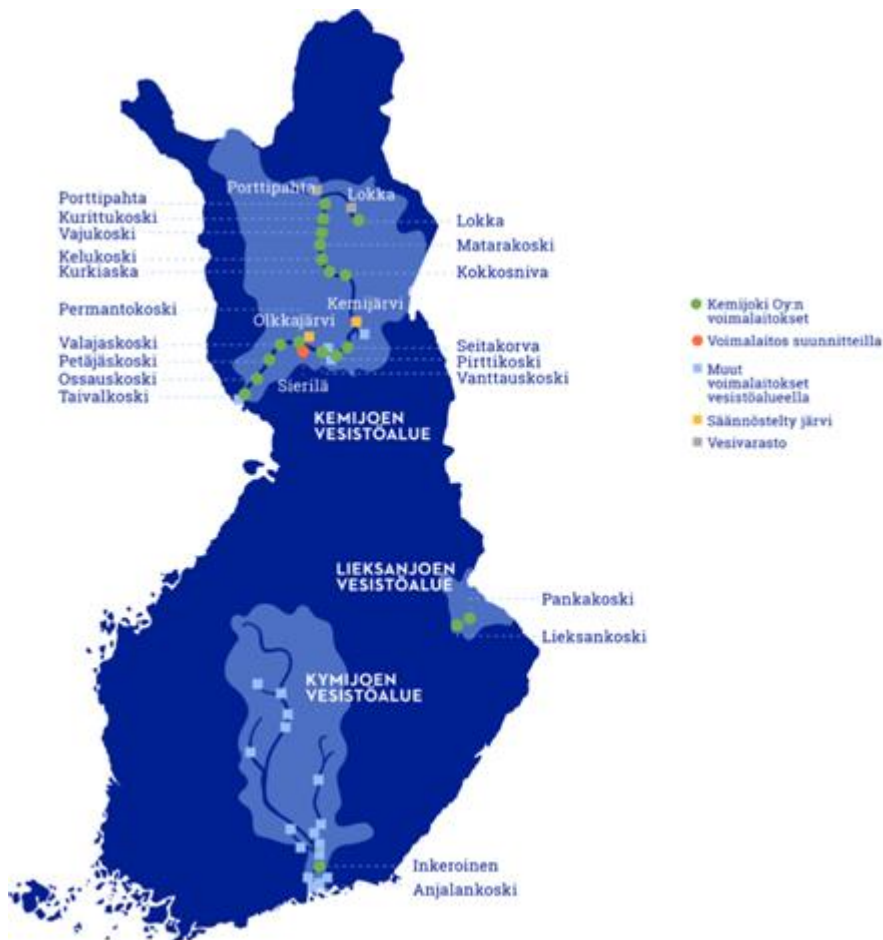 Porttipahta
Kurittukoski
Vajukoski
Kelukoski
Kurkiaska
Permantokoski
Valajaskoski
Petäjäskoski
Ossauskoski
Taivalkoski
Porttipahta
Lokka
Kemijärvi
Olkkajärvi
Sierilä
KEMIJOEN
VESISTÖALUE
Lokka
Matarakoski
Kokkosniva
Seitakorva
Pirttikoski
Vanttauskoski
LIEKSANJOEN
VESISTÖALUE
Pankakoski
Lieksankoski
KYMIJOEN
VESISTÖALUE
Inkeroinen
Anjalankoski
Kemijoki Oy:n
voimalaitokset
Voimalaitos suunnitteilla
Muut
voimalaitokset
vesistöalueella
Säännöstelty järvi
Vesivarasto